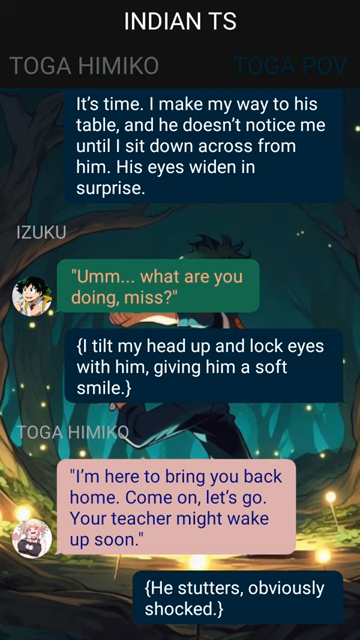 INDIAN TS
TOGA HIMIKO
TOGA POV
It’s time. I make my way to his
table, and he doesn’t notice me
until I sit down across from
him. His eyes widen in
surprise.
IZUKU
"Umm... what are you
doing, miss?"
{I tilt my head up and lock eyes
with him, giving him a soft
smile.}
TOGA HIMIKO
"I’m here to bring you back
home. Come on, let’s go.
Your teacher might wake
up soon."
{He stutters, obviously
shocked.}